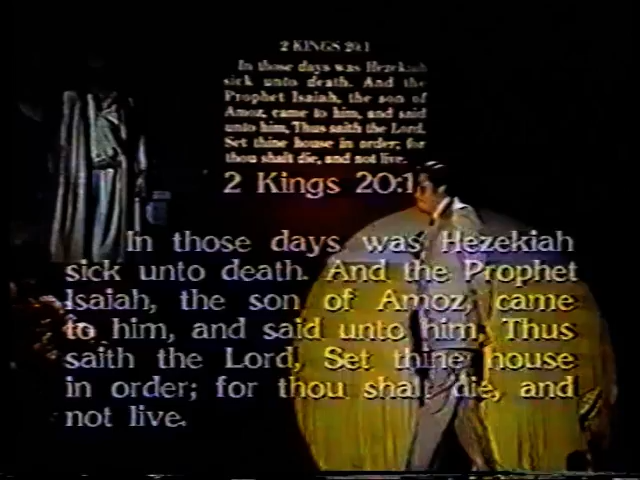 2 KINGS 20:1
In those days was Hezekiah
sick unto death. And the
Prophet Isaiah, the son of
Amoz, came to him, and said
unto him, Thus saith the Lord,
Set thine house in order; for
thou shalt die, and not live.
2 Kings 20:1
In those days was Hezekiah
sick unto death. And the Prophet
Isaiah, the son of Amoz, came
to him, and said unto him, Thus
saith the Lord, Set thine house
in order; for thou shalt die, and
not live.